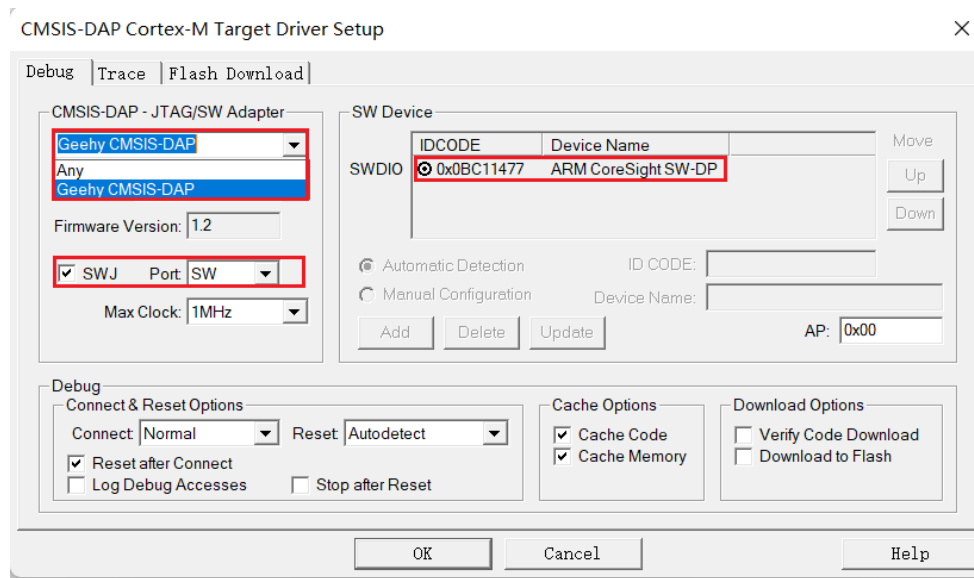 CMSIS-DAP Cortex-M Target Driver Setup
Debug Trace Flash Download
CMSIS-DAP - JTAG/SW Adapter
Geehy CMSIS-DAP
Any
Geehy CMSIS-DAP
Firmware Version: 1.2
SWJ Port: SW
Max Clock: 1MHz
SW Device
IDCODE Device Name Move
SWDIO 0x0BC11477 ARM CoreSight SW-DP Up
Down
Automatic Detection ID CODE:
Manual Configuration Device Name:
Add Delete Update AP: 0x00
Debug
Connect & Reset Options
Connect: Normal Reset: Autodetect
Reset after Connect
Log Debug Accesses Stop after Reset
Cache Options
Cache Code
Cache Memory
Download Options
Verify Code Download
Download to Flash
OK Cancel Help